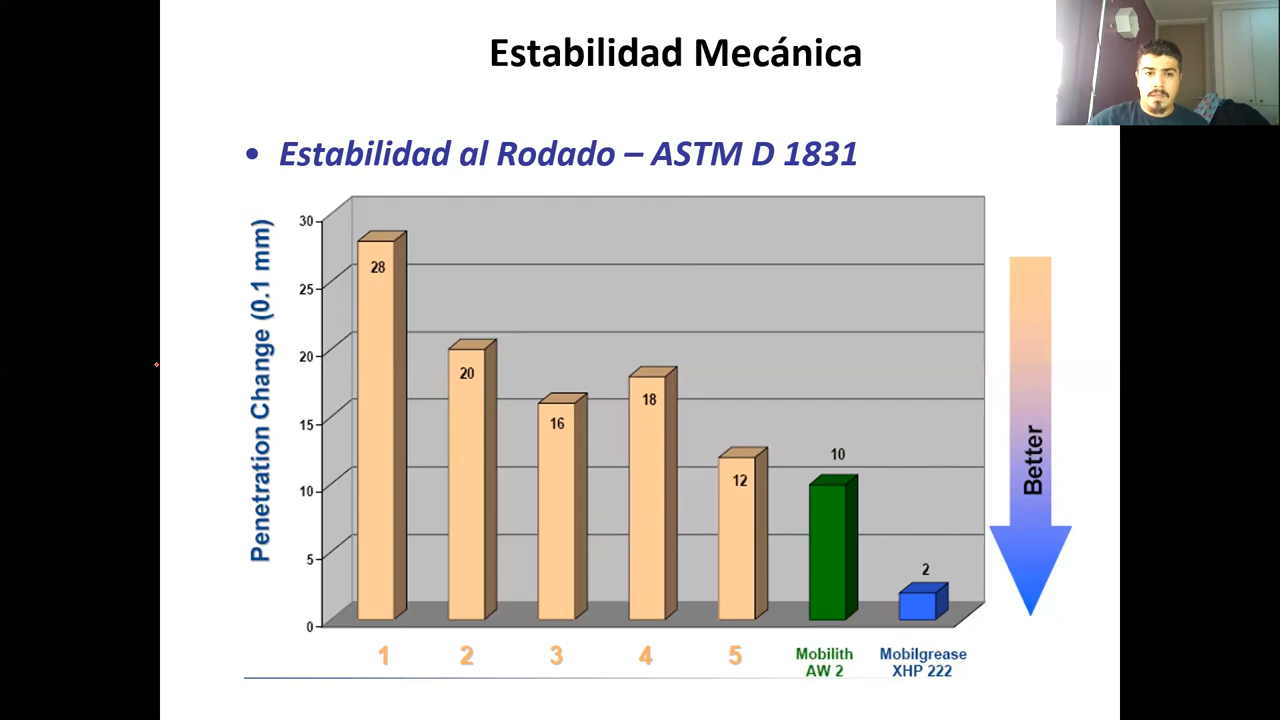 Estabilidad Mecánica
• Estabilidad al Rodado – ASTM D 1831
Penetration Change (0.1 mm)
30
25
20
15
10
5
0
28
20
16
18
12
10
2
1
2
3
4
5
Mobilith
AW 2
Mobilgrease
XHP 222
Better